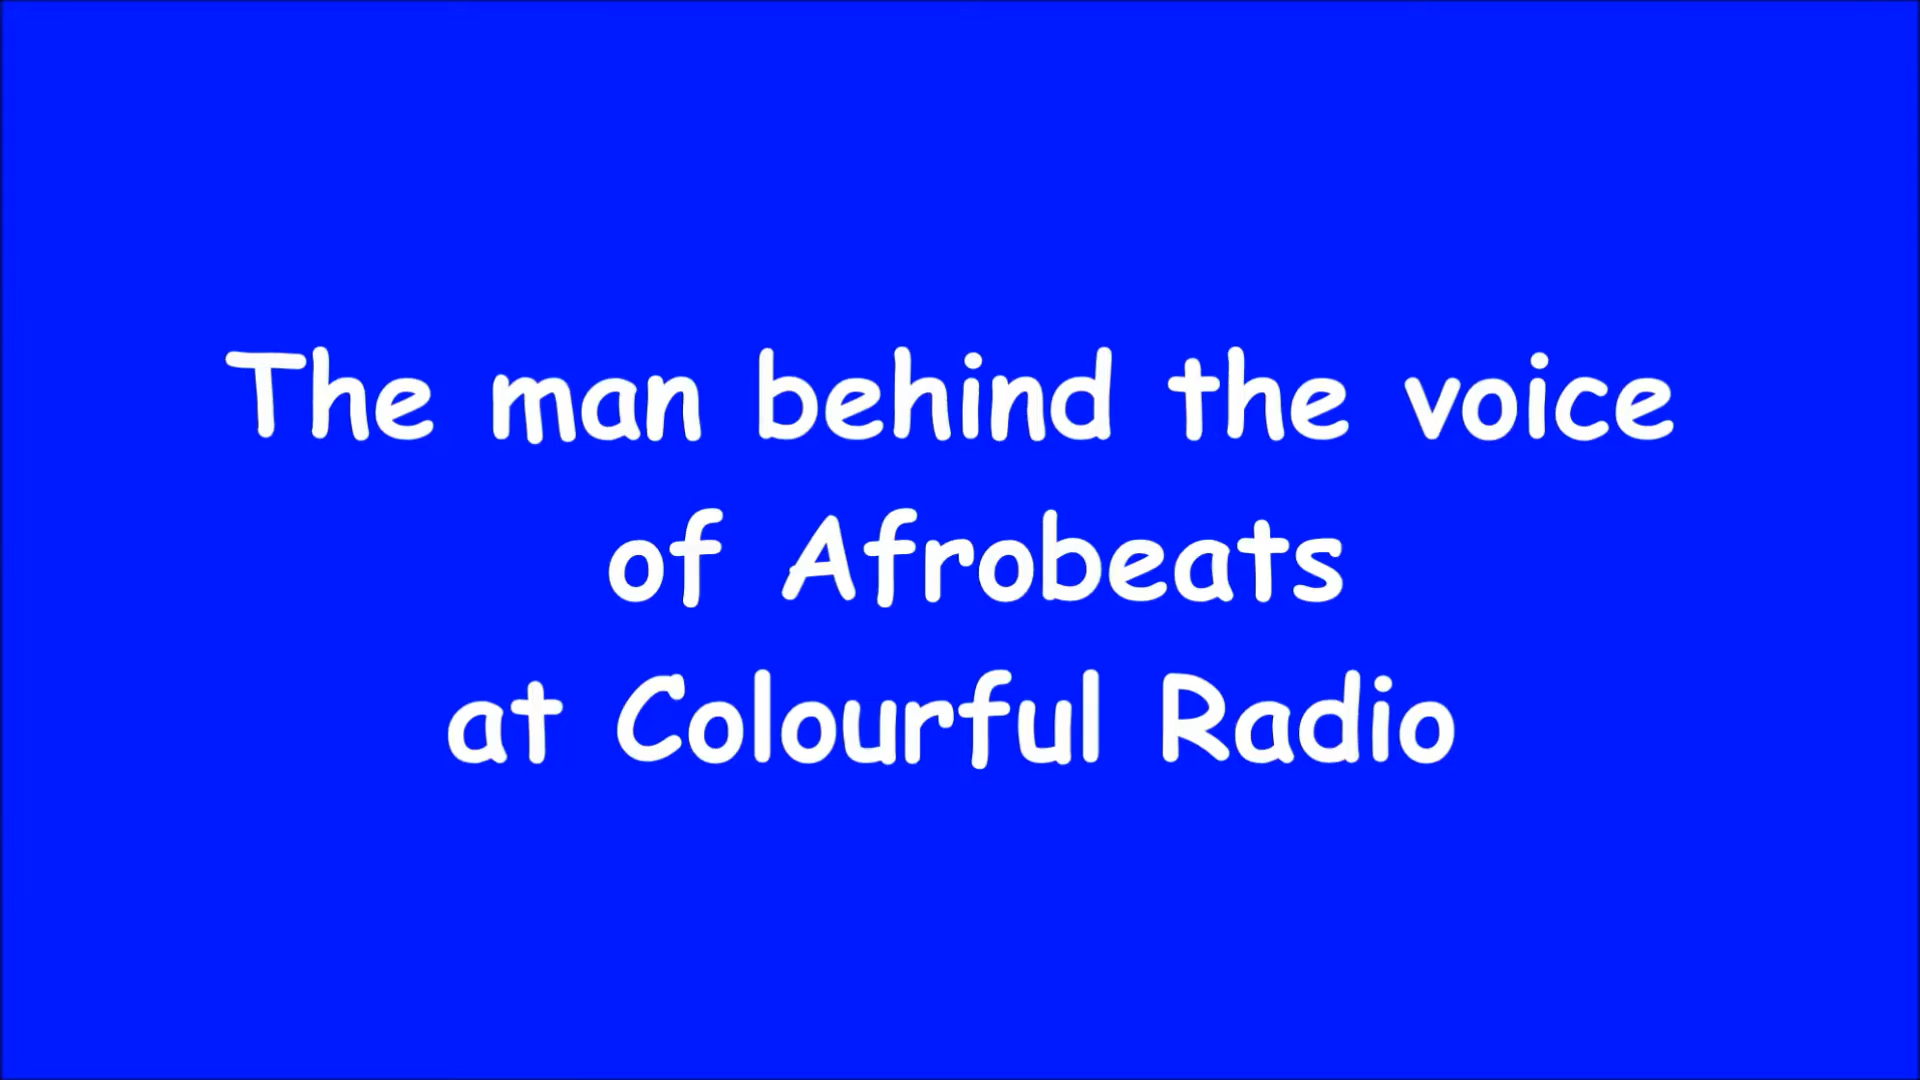 The man behind the voice
of Afrobeats
at Colourful Radio